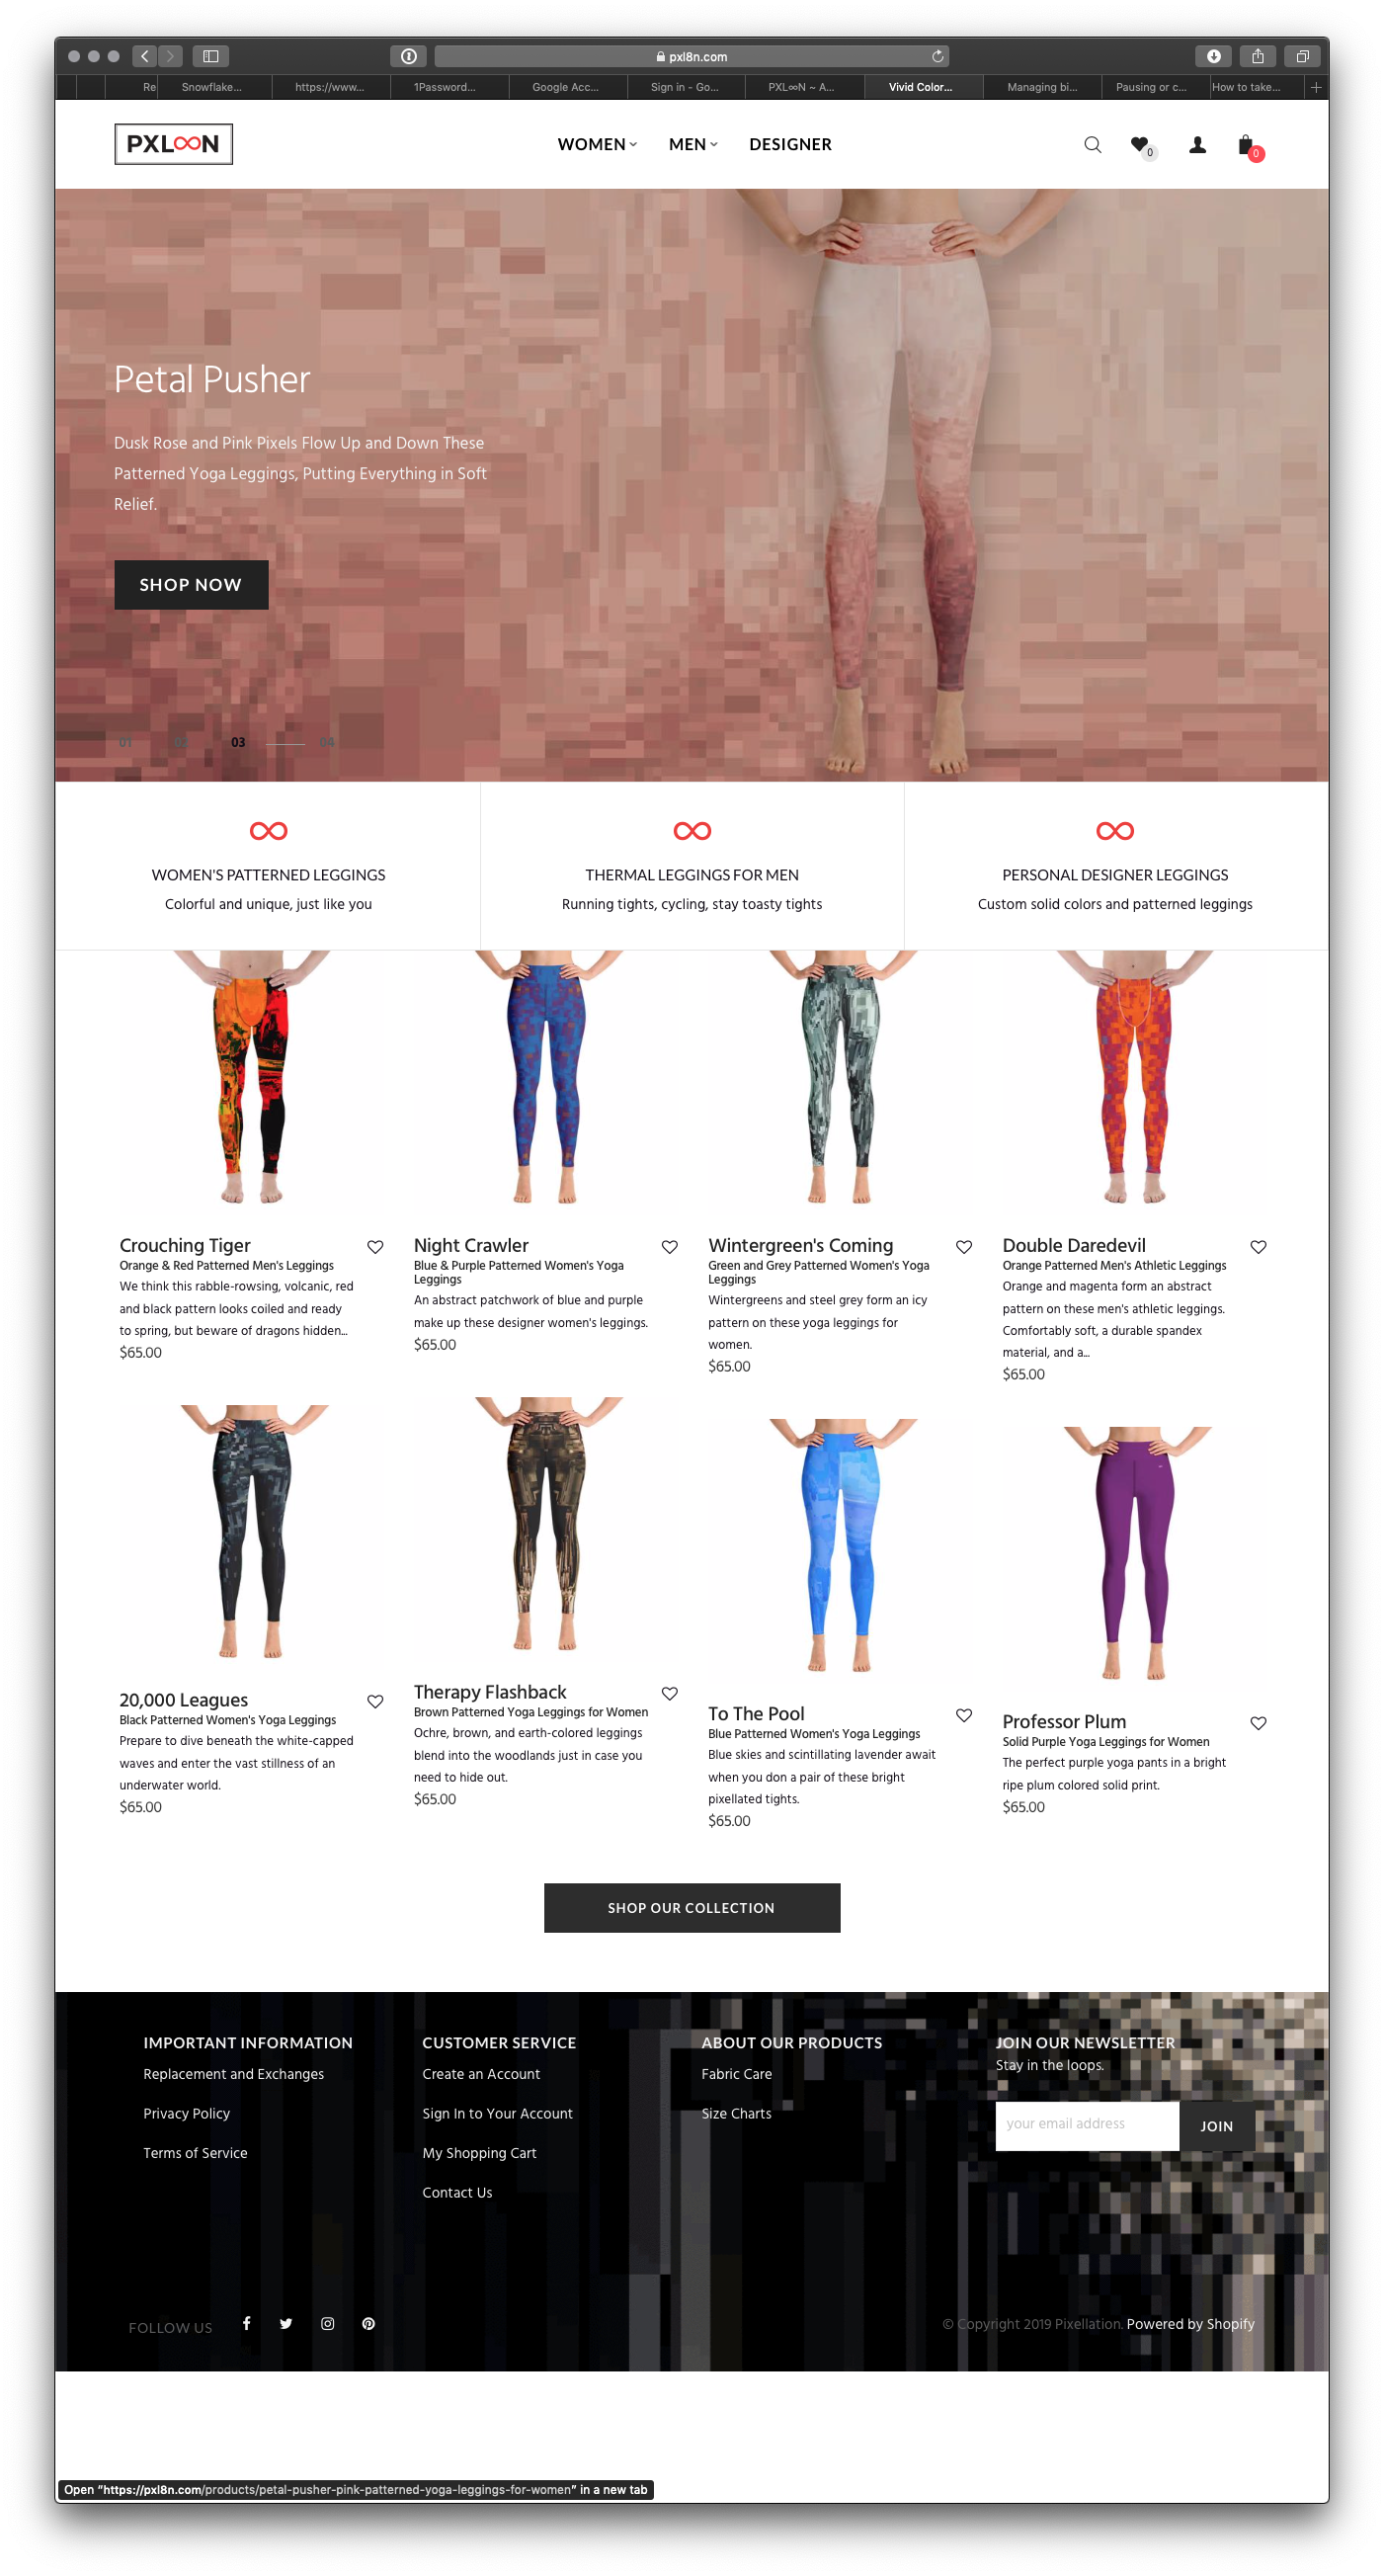 pxl8n.com
Re
Snowflake...
https://www...
1Password...
Google Acc...
Sign in - Go...
PXL∞N ~ A...
Vivid Color...
Managing bi...
Pausing or c...
How to take...
PXL∞N
WOMEN
MEN
DESIGNER
0
0
Petal Pusher
Dusk Rose and Pink Pixels Flow Up and Down These
Patterned Yoga Leggings, Putting Everything in Soft
Relief.
SHOP NOW
01 02 03 04
WOMEN'S PATTERNED LEGGINGS
Colorful and unique, just like you
THERMAL LEGGINGS FOR MEN
Running tights, cycling, stay toasty tights
PERSONAL DESIGNER LEGGINGS
Custom solid colors and patterned leggings
Crouching Tiger
Orange & Red Patterned Men's Leggings
We think this rabble-rowsing, volcanic, red
and black pattern looks coiled and ready
to spring, but beware of dragons hidden...
$65.00
Night Crawler
Blue & Purple Patterned Women's Yoga
Leggings
An abstract patchwork of blue and purple
make up these designer women's leggings.
$65.00
Wintergreen's Coming
Green and Grey Patterned Women's Yoga
Leggings
Wintergreens and steel grey form an icy
pattern on these yoga leggings for
women.
$65.00
Double Daredevil
Orange Patterned Men's Athletic Leggings
Orange and magenta form an abstract
pattern on these men's athletic leggings.
Comfortably soft, a durable spandex
material, and a...
$65.00
20,000 Leagues
Black Patterned Women's Yoga Leggings
Prepare to dive beneath the white-capped
waves and enter the vast stillness of an
underwater world.
$65.00
Therapy Flashback
Brown Patterned Yoga Leggings for Women
Ochre, brown, and earth-colored leggings
blend into the woodlands just in case you
need to hide out.
$65.00
To The Pool
Blue Patterned Women's Yoga Leggings
Blue skies and scintillating lavender await
when you don a pair of these bright
pixellated tights.
$65.00
Professor Plum
Solid Purple Yoga Leggings for Women
The perfect purple yoga pants in a bright
ripe plum colored solid print.
$65.00
SHOP OUR COLLECTION
IMPORTANT INFORMATION
Replacement and Exchanges
Privacy Policy
Terms of Service
CUSTOMER SERVICE
Create an Account
Sign In to Your Account
My Shopping Cart
Contact Us
ABOUT OUR PRODUCTS
Fabric Care
Size Charts
JOIN OUR NEWSLETTER
Stay in the loops.
your email address
JOIN
FOLLOW US
© Copyright 2019 Pixellation. Powered by Shopify
Open "https://pxl8n.com/products/petal-pusher-pink-patterned-yoga-leggings-for-women" in a new tab